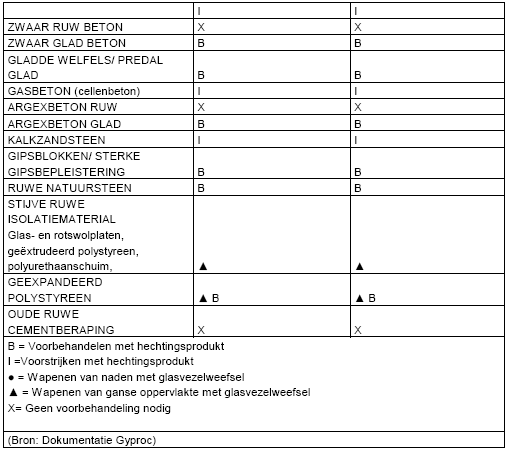 I I
ZWAAR RUW BETON X X
ZWAAR GLAD BETON B B
GLADDE WELFELS/ PREDAL
GLAD B B
GASBETON (cellenbeton) I I
ARGEXBETON RUW X X
ARGEXBETON GLAD B B
KALKZANDSTEEN I I
GIPSBLOKKEN/ STERKE
GIPSBEPLEISTERING B B
RUWE NATUURSTEEN B B
STIJVE RUWE
ISOLATIEMATERIAL
Glas- en rotswolplaten,
geëxtrudeerd polystyreen,
polyurethaanschuim, ▲ ▲
GEEXPANDEERD
POLYSTYREEN ▲ B ▲ B
OUDE RUWE
CEMENTBERAPING X X
B = Voorbehandelen met hechtingsprodukt
I =Voorstrijken met hechtingsprodukt
● = Wapenen van naden met glasvezelweefsel
▲ = Wapenen van ganse oppervlakte met glasvezelweefsel
X= Geen voorbehandeling nodig
(Bron: Dokumentatie Gyproc)